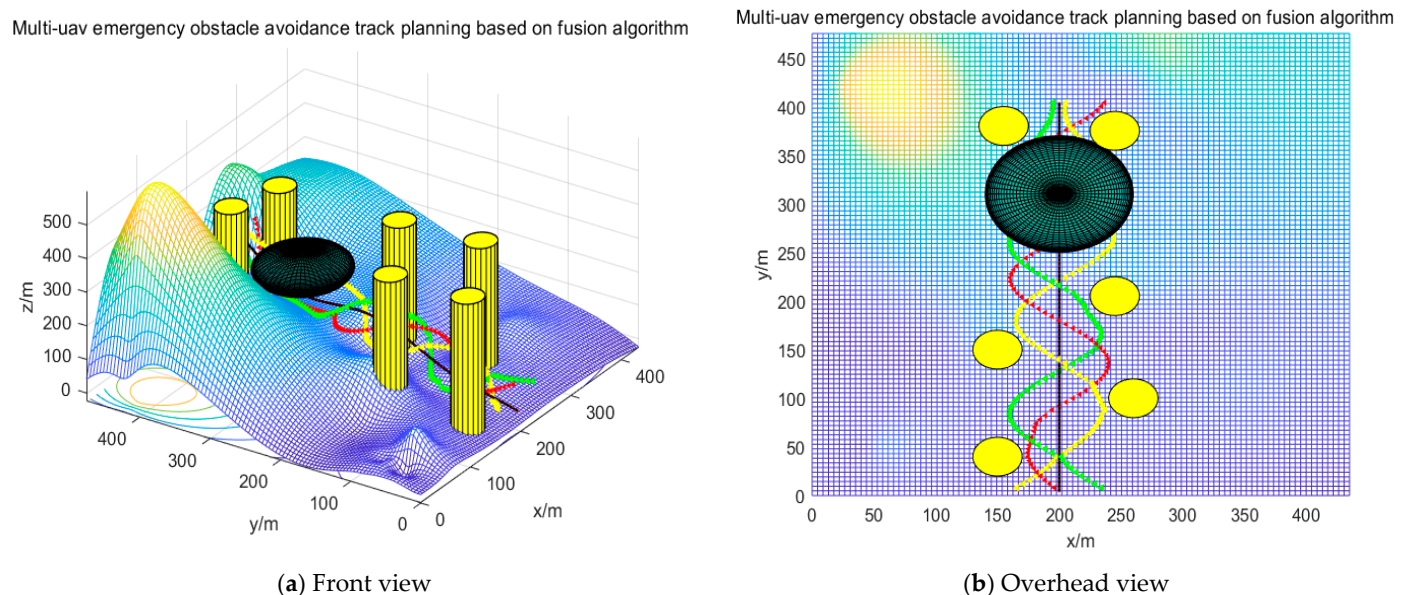 Multi-uav emergency obstacle avoidance track planning based on fusion algorithm
500
400
300
200
100
0
z/m
400
300
200
100
0
y/m
0
100
200
300
400
x/m
(a) Front view
Multi-uav emergency obstacle avoidance track planning based on fusion algorithm
450
400
350
300
250
200
150
100
50
0
y/m
0 50 100 150 200 250 300 350 400
x/m
(b) Overhead view